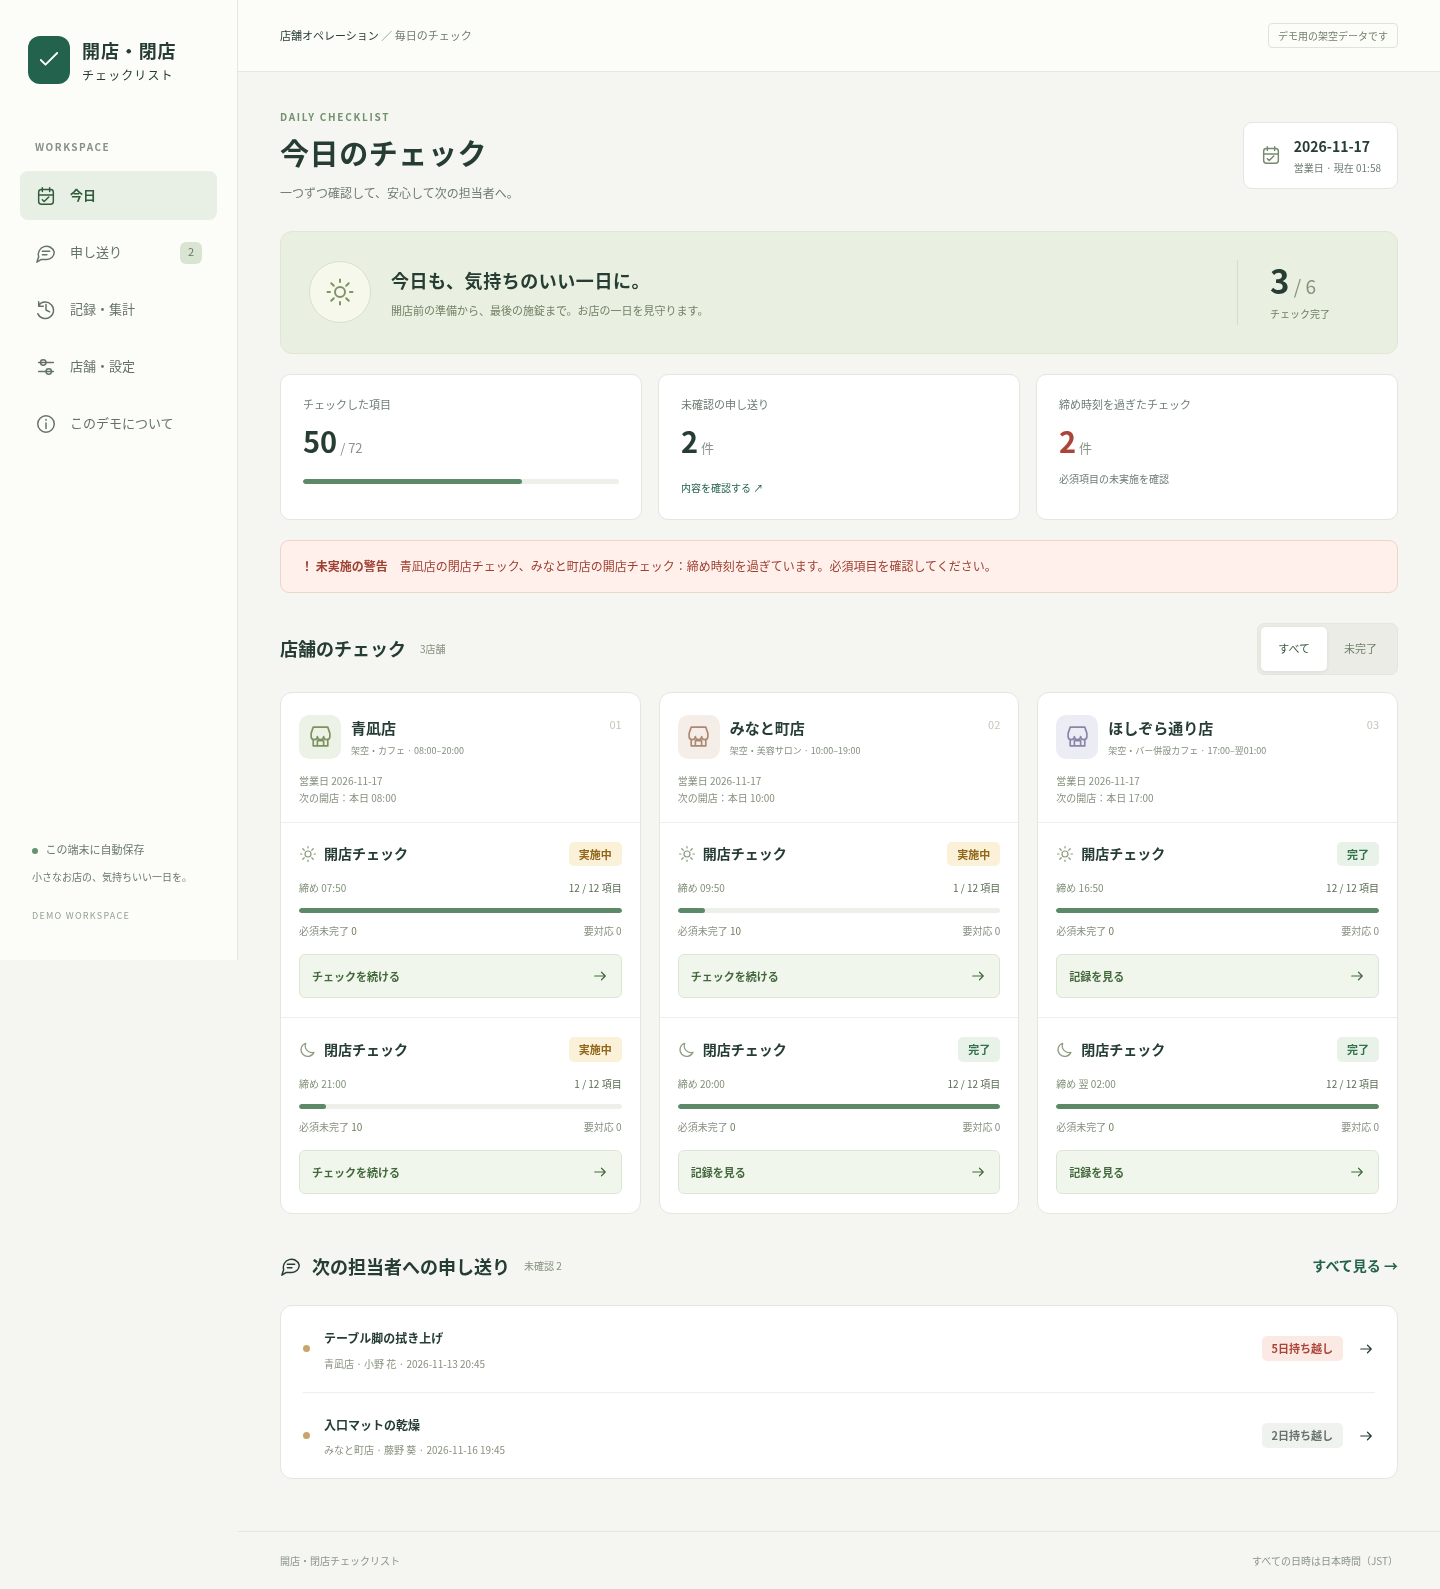 開店・閉店
チェックリスト
WORKSPACE
今日
申し送り 2
記録・集計
店舗・設定
このデモについて
この端末に自動保存
小さなお店の、気持ちいい一日を。
DEMO WORKSPACE
店舗オペレーション ／ 毎日のチェック
デモ用の架空データです
DAILY CHECKLIST
今日のチェック
一つずつ確認して、安心して次の担当者へ。
2026-11-17
営業日・現在 01:58
今日も、気持ちのいい一日に。
開店前の準備から、最後の施錠まで。お店の一日を見守ります。
3 / 6
チェック完了
チェックした項目
50 / 72
未確認の申し送り
2 件
内容を確認する ↗
締め時刻を過ぎたチェック
2 件
必須項目の未実施を確認
！ 未実施の警告 青凪店の閉店チェック、みなと町店の開店チェック：締め時刻を過ぎています。必須項目を確認してください。
店舗のチェック 3店舗
すべて 未完了
青凪店 01
架空・カフェ・08:00–20:00
営業日 2026-11-17
次の開店：本日 08:00
開店チェック 実施中
締め 07:50 12 / 12 項目
必須未完了 0 要対応 0
チェックを続ける →
閉店チェック 実施中
締め 21:00 1 / 12 項目
必須未完了 10 要対応 0
チェックを続ける →
みなと町店 02
架空・美容サロン・10:00–19:00
営業日 2026-11-17
次の開店：本日 10:00
開店チェック 実施中
締め 09:50 1 / 12 項目
必須未完了 10 要対応 0
チェックを続ける →
閉店チェック 完了
締め 20:00 12 / 12 項目
必須未完了 0 要対応 0
記録を見る →
ほしぞら通り店 03
架空・バー併設カフェ・17:00–翌01:00
営業日 2026-11-17
次の開店：本日 17:00
開店チェック 完了
締め 16:50 12 / 12 項目
必須未完了 0 要対応 0
記録を見る →
閉店チェック 完了
締め 翌 02:00 12 / 12 項目
必須未完了 0 要対応 0
記録を見る →
次の担当者への申し送り 未確認 2
すべて見る →
テーブル脚の拭き上げ
青凪店・小野 花・2026-11-13 20:45
5日持ち越し →
入口マットの乾燥
みなと町店・藤野 葵・2026-11-16 19:45
2日持ち越し →
開店・閉店チェックリスト
すべての日時は日本時間（JST）